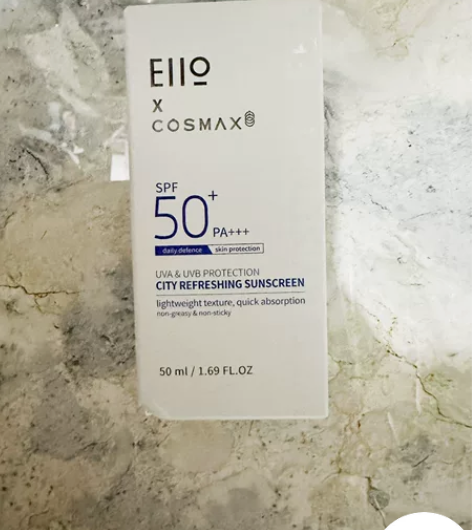 EIIO
X
COSMAX
SPF
50+
PA+++
daily defence skin protection
UVA & UVB PROTECTION
CITY REFRESHING SUNSCREEN
lightweight texture, quick absorption
non-greasy & non-sticky
50 ml / 1.69 FL.OZ